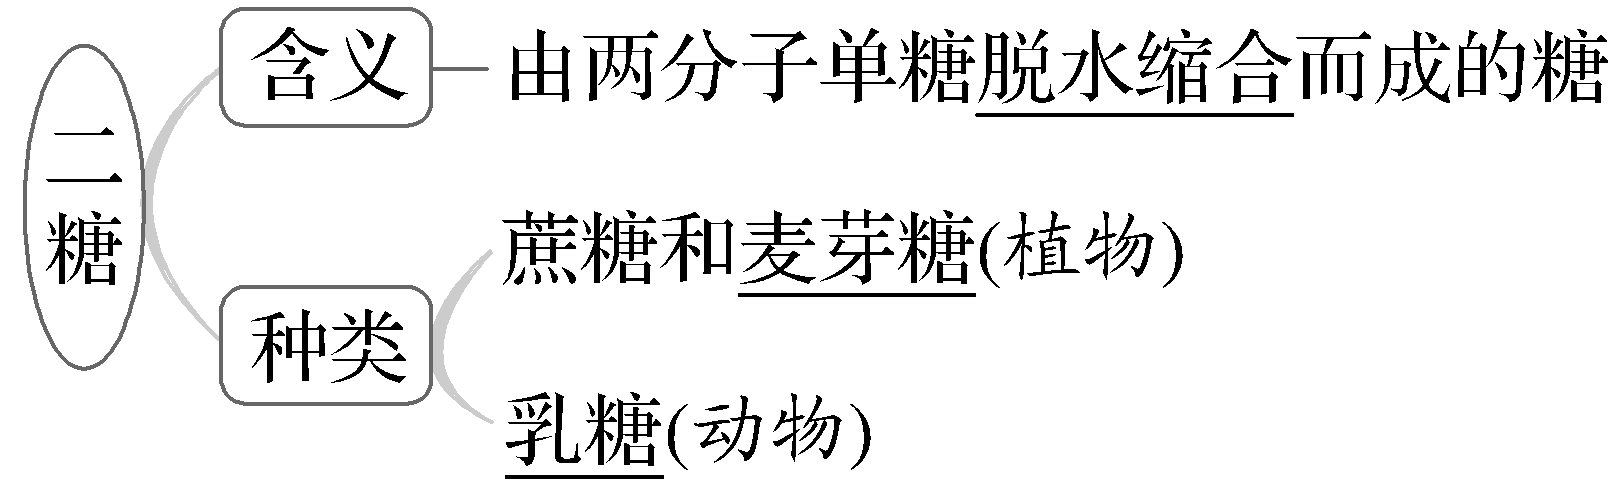 二糖
含义
由两分子单糖脱水缩合而成的糖
种类
蔗糖和麦芽糖(植物)
乳糖(动物)